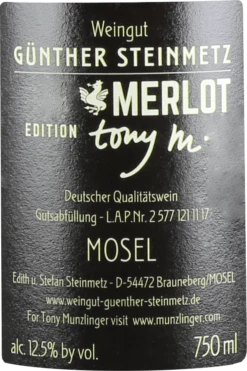 Weingut
GÜNTHER STEINMETZ
MERLOT
EDITION tony m.
Deutscher Qualitätswein
Gutsabfüllung - L.A.P.Nr. 2 577 121 11 17
MOSEL
Edith u. Stefan Steinmetz - D-54472 Brauneberg/MOSEL
www.weingut-guenther-steinmetz.de
For Tony Munzlinger visit www.munzlinger.com
alc. 12.5% by vol. 750 ml